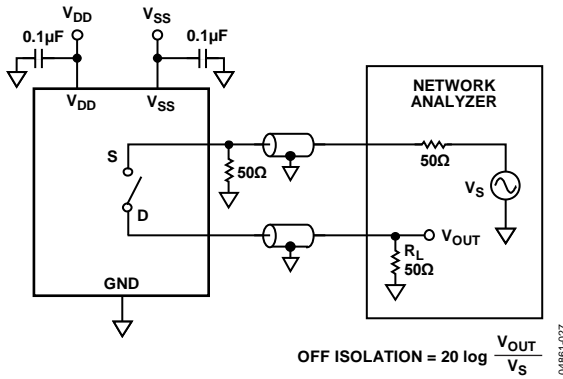 VDD
VSS
0.1µF
0.1µF
VDD
VSS
NETWORK
ANALYZER
S
50Ω
50Ω
VS
D
VOUT
RL
50Ω
GND
OFF ISOLATION = 20 log VOUT
VS
04861-027